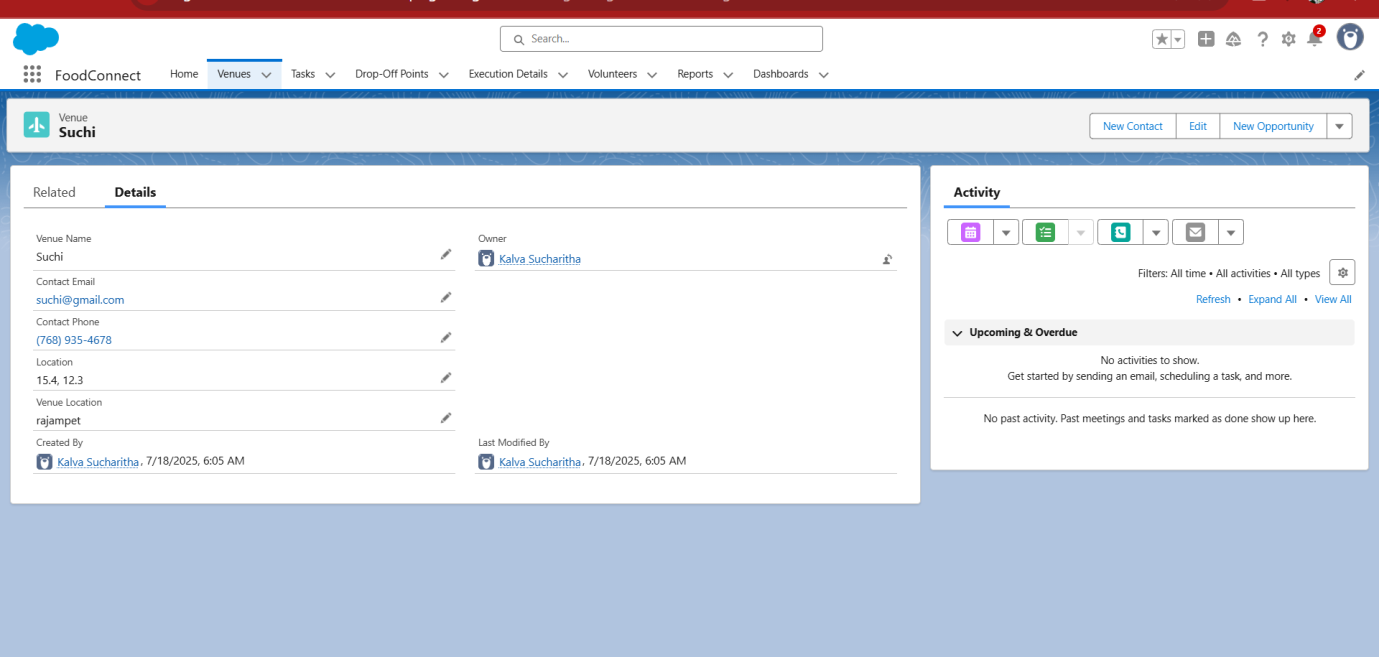 Search...
2
FoodConnect Home Venues Tasks Drop-Off Points Execution Details Volunteers Reports Dashboards
Venue
Suchi
New Contact Edit New Opportunity
Related Details
Venue Name
Suchi
Owner
Kalva Sucharitha
Contact Email
suchi@gmail.com
Contact Phone
(768) 935-4678
Location
15.4, 12.3
Venue Location
rajampet
Created By
Kalva Sucharitha, 7/18/2025, 6:05 AM
Last Modified By
Kalva Sucharitha, 7/18/2025, 6:05 AM
Activity
Filters: All time • All activities • All types
Refresh • Expand All • View All
Upcoming & Overdue
No activities to show.
Get started by sending an email, scheduling a task, and more.
No past activity. Past meetings and tasks marked as done show up here.